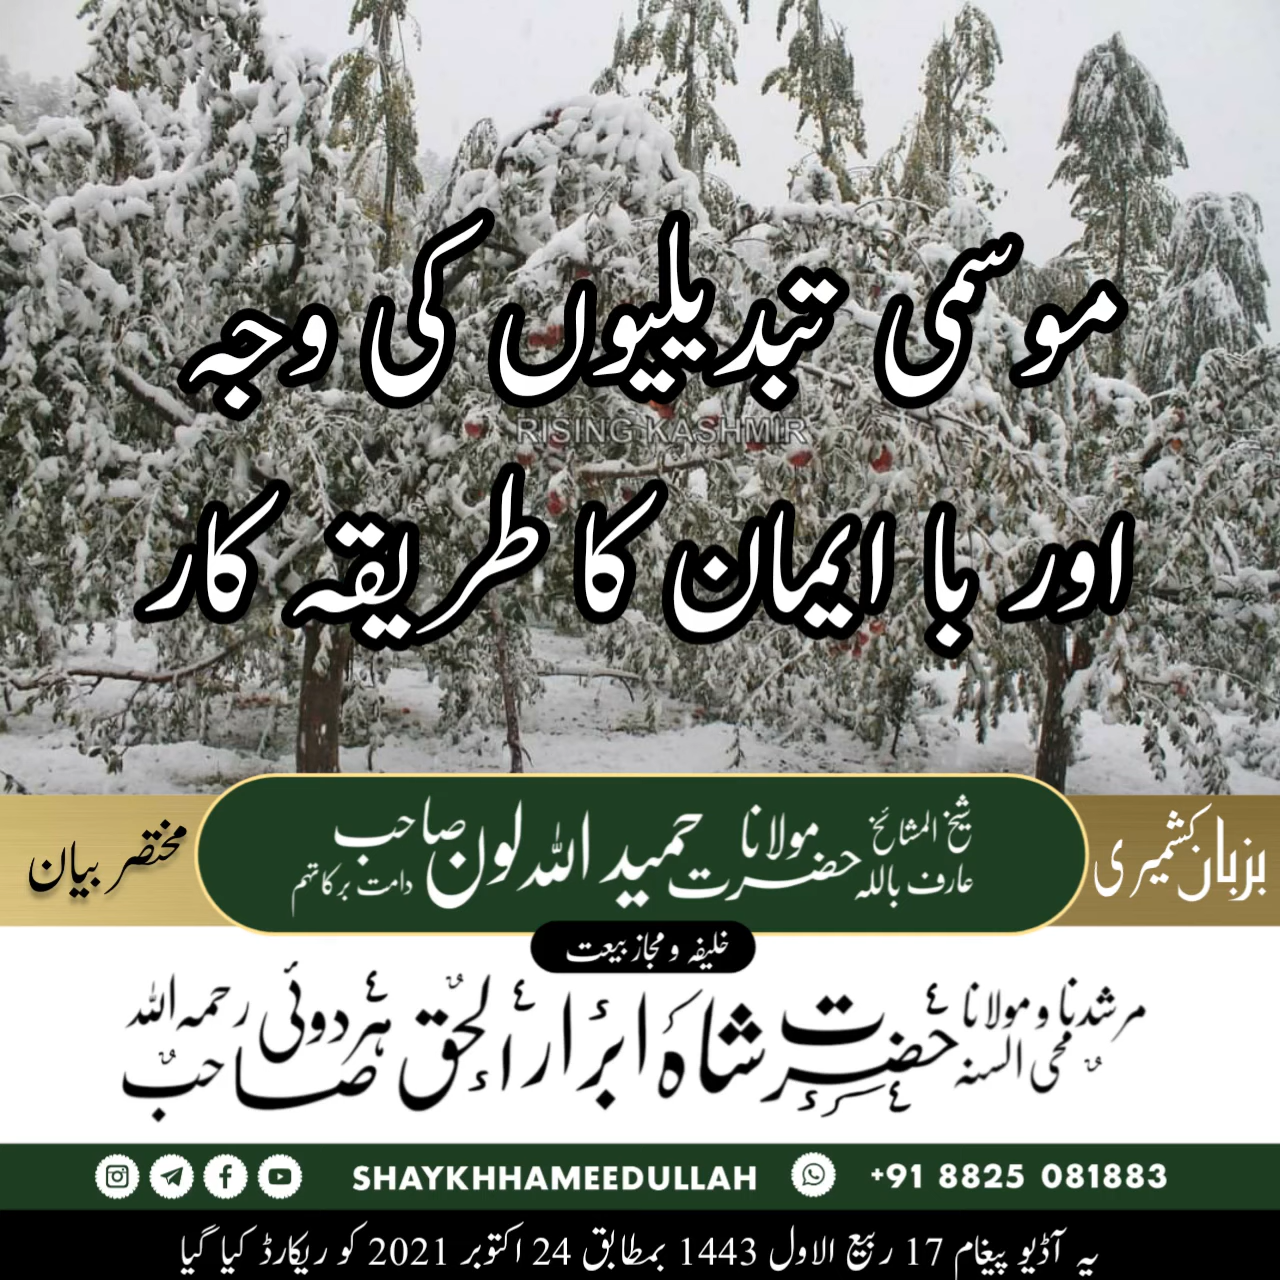 موسمی تبدیلیوں کی وجہ
RISING KASHMIR
اور با ایمان کا طریقہ کار
بزبان کشمیری
شیخ المشائخ
عارف باللہ
حضرت مولانا حمید اللہ لون صاحب
دامت برکاتہم
مختصر بیان
خلیفہ و مجاز بیعت
مرشدنا و مولانا
محی السنہ
حضرت شاہ ابرار الحق ہردوئی رحمہ اللہ
صاحب
SHAYKHHAMEEDULLAH
+91 8825 081883
یہ آڈیو پیغام 17 ربیع الاول 1443 بمطابق 24 اکتوبر 2021 کو ریکارڈ کیا گیا